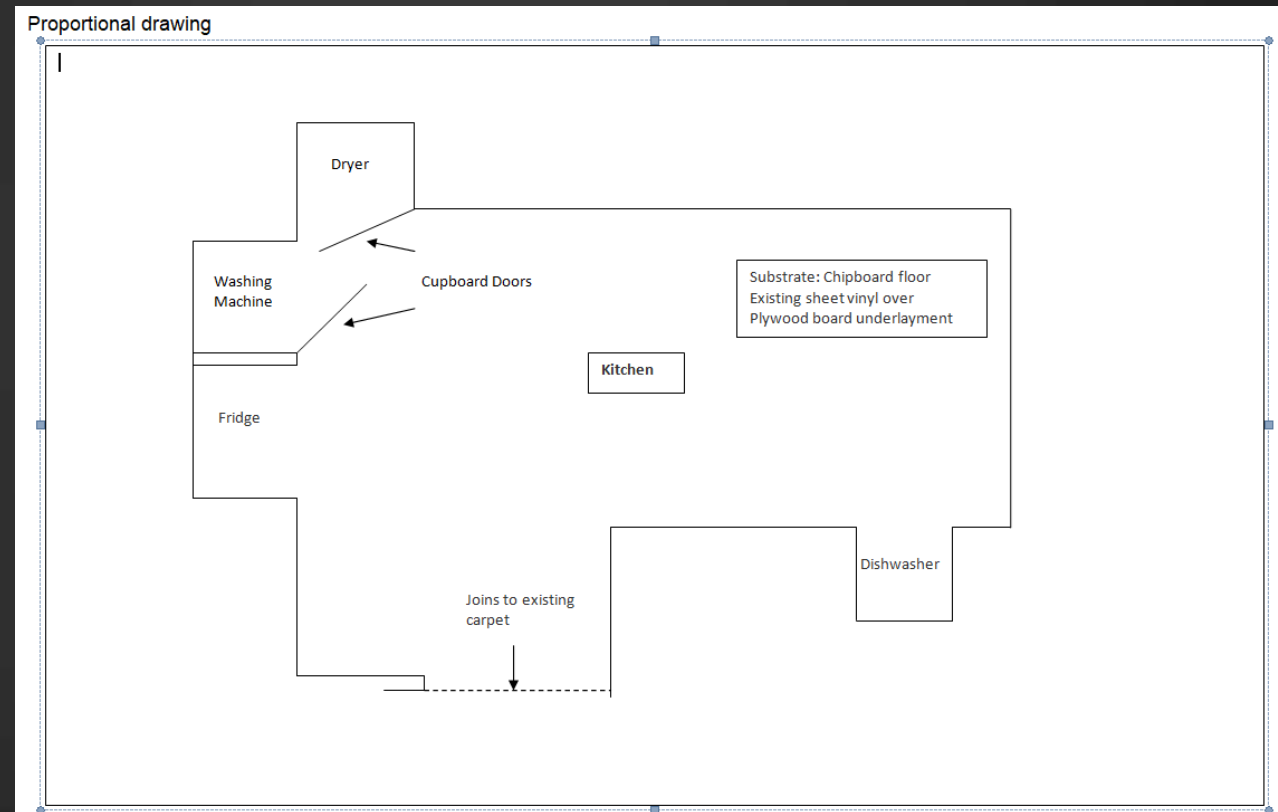 Proportional drawing
Dryer
Washing
Machine
Cupboard Doors
Substrate: Chipboard floor
Existing sheet vinyl over
Plywood board underlayment
Kitchen
Fridge
Dishwasher
Joins to existing
carpet